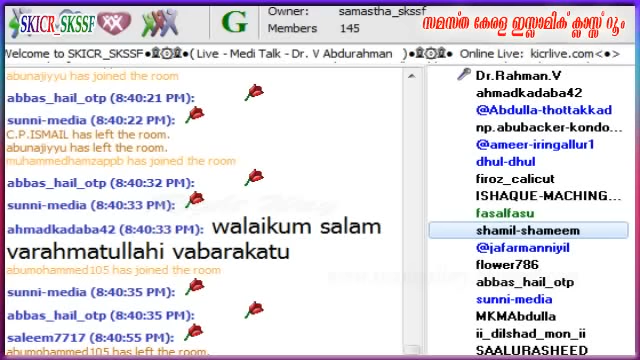 SKICR_SKSSF
G
Owner: samastha_skssf
Members 145
സമസ്ത കേരള ഇസ്ലാമിക് ക്ലാസ്സ് റൂം
Welcome to SKICR_SKSSF
( Live - Medi Talk - Dr. V Abdurahman )
Online Live: kicrlive.com <?>
abunajiyyu has joined the room
abbas_hail_otp (8:40:21 PM):
sunni-media (8:40:22 PM):
C.P.ISMAIL has left the room.
abunajiyyu has left the room.
muhammedhamzappb has joined the room
abbas_hail_otp (8:40:32 PM):
sunni-media (8:40:33 PM):
ahmadkadaba42 (8:40:33 PM): walaikum salam
varahmatullahi vabarakatu
abumohammed105 has joined the room
sunni-media (8:40:35 PM):
abbas_hail_otp (8:40:35 PM):
saleem7717 (8:40:55 PM):
abumohammed105 has left the room.
Dr.Rahman.V
ahmadkadaba42
@Abdulla-thottakkad
np.abubacker-kondo...
@ameer-iringallur1
dhul-dhul
firoz_calicut
ISHAQUE-MACHING...
fasalfasu
shamil-shameem
@jafarmanniyil
flower786
abbas_hail_otp
sunni-media
MKMAbdulla
ii_dilshad_mon_ii
SAALURASHEED